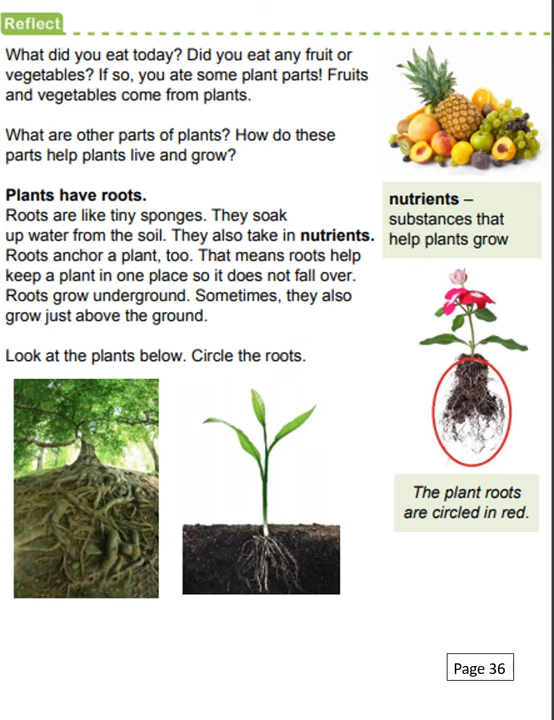 Reflect
What did you eat today? Did you eat any fruit or
vegetables? If so, you ate some plant parts! Fruits
and vegetables come from plants.
What are other parts of plants? How do these
parts help plants live and grow?
Plants have roots.
Roots are like tiny sponges. They soak
up water from the soil. They also take in nutrients.
Roots anchor a plant, too. That means roots help
keep a plant in one place so it does not fall over.
Roots grow underground. Sometimes, they also
grow just above the ground.
Look at the plants below. Circle the roots.
nutrients –
substances that
help plants grow
The plant roots
are circled in red.
Page 36